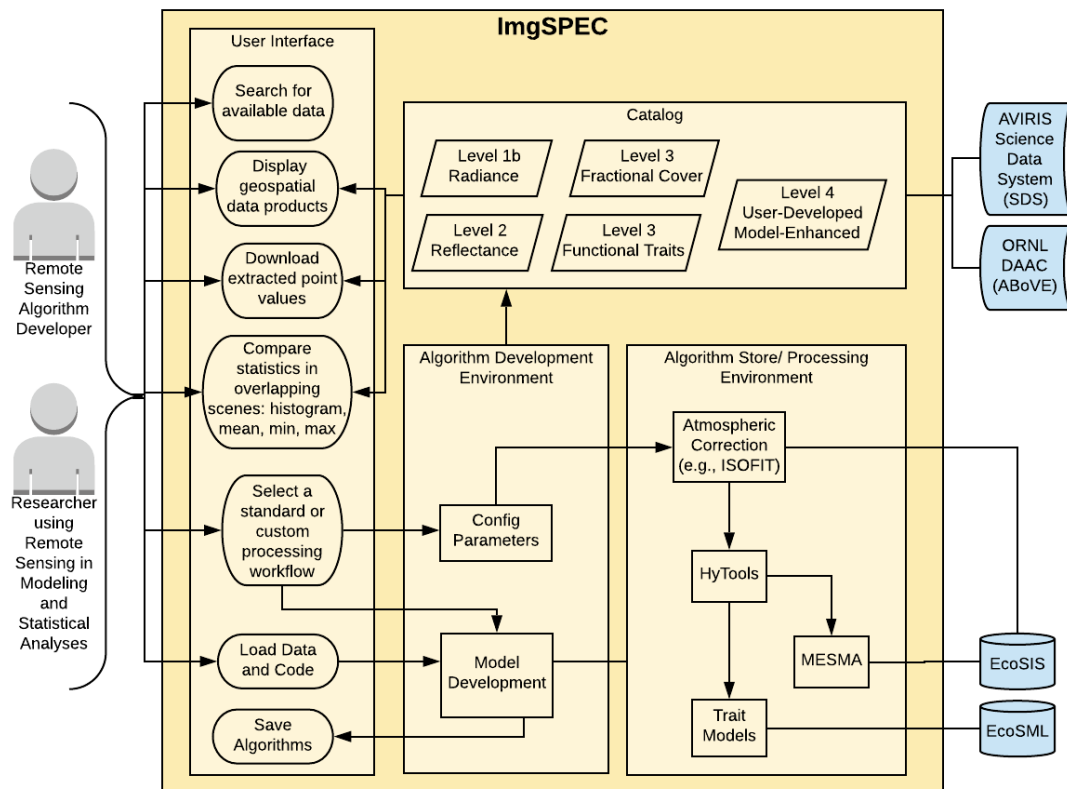 ImgSPEC
User Interface
Search for
available data
Display
geospatial
data products
Download
extracted point
values
Compare
statistics in
overlapping
scenes: histogram,
mean, min, max
Select a
standard or
custom
processing
workflow
Load Data
and Code
Save
Algorithms
Remote
Sensing
Algorithm
Developer
Researcher
using
Remote
Sensing in
Modeling
and
Statistical
Analyses
Catalog
Level 1b
Radiance
Level 3
Fractional Cover
Level 2
Reflectance
Level 3
Functional Traits
Level 4
User-Developed
Model-Enhanced
Algorithm Development
Environment
Config
Parameters
Model
Development
Algorithm Store/ Processing
Environment
Atmospheric
Correction
(e.g., ISOFIT)
HyTools
MESMA
Trait
Models
AVIRIS
Science
Data
System
(SDS)
ORNL
DAAC
(ABoVE)
EcoSIS
EcoSML